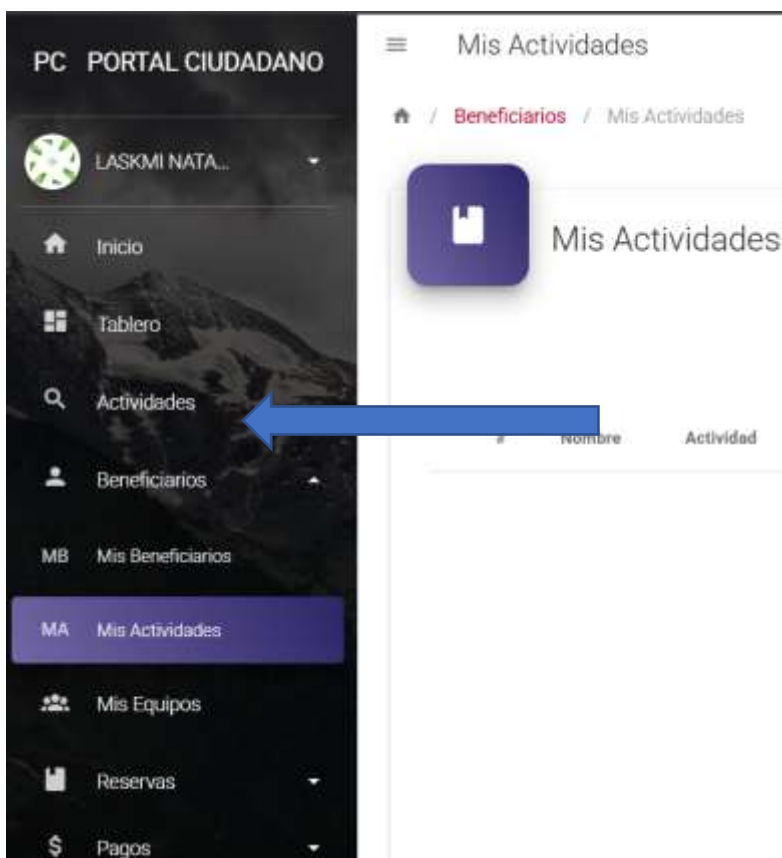 PC PORTAL CIUDADANO
LASKMI NATA...
Inicio
Tablero
Actividades
Beneficiarios
MB Mis Beneficiarios
MA Mis Actividades
Mis Equipos
Reservas
$ Pagos
Mis Actividades
/ Beneficiarios / Mis Actividades
Mis Actividades
# Nombre Actividad